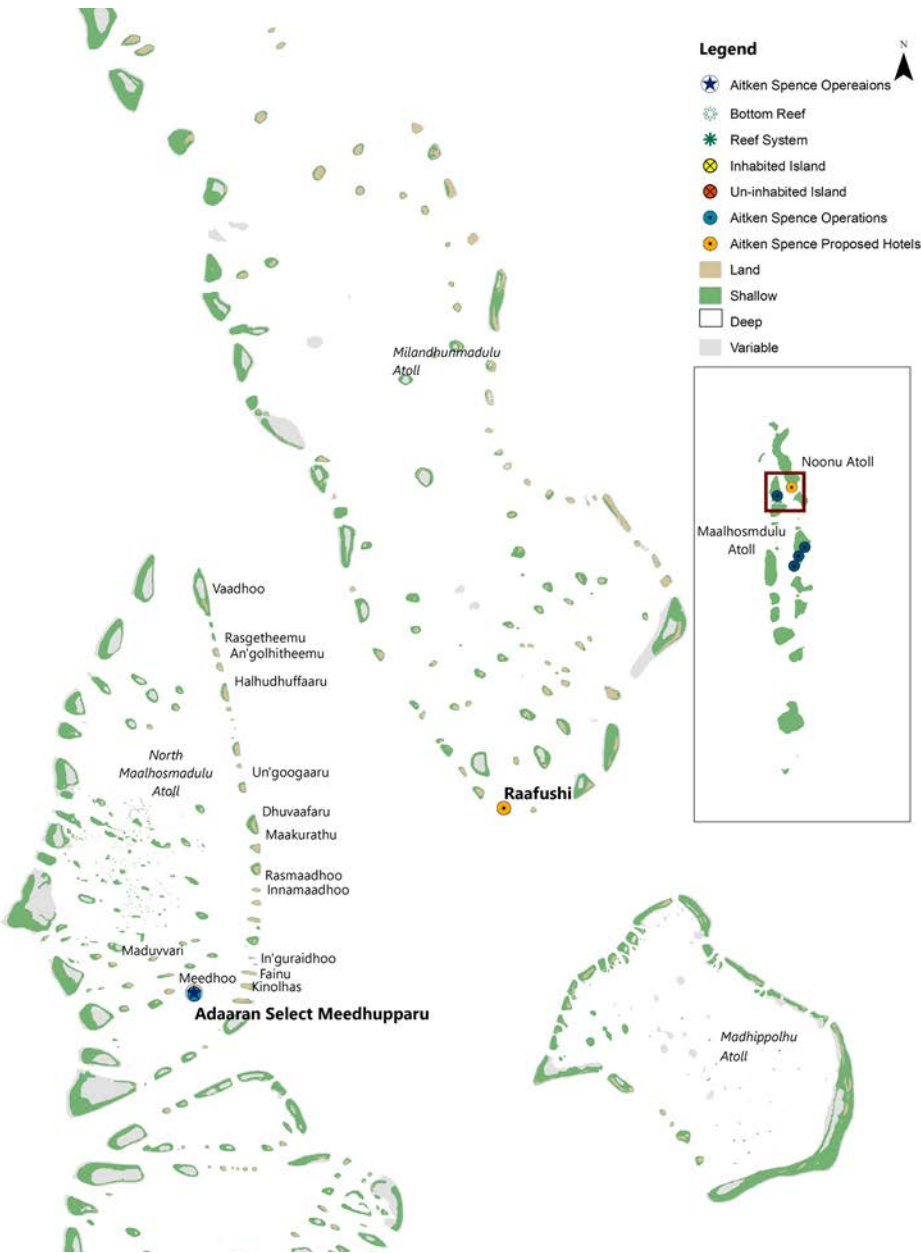 Legend
N
Aitken Spence Opereaions
Bottom Reef
Reef System
Inhabited Island
Un-inhabited Island
Aitken Spence Operations
Aitken Spence Proposed Hotels
Land
Shallow
Deep
Variable
Milandhunmadulu
Atoll
Noonu Atoll
Maalhosmdulu
Atoll
Vaadhoo
Rasgetheemu
An'golhitheemu
Halhudhuffaaru
North
Maalhosmadulu
Atoll
Un'googaaru
Raafushi
Dhuvaafaru
Maakurathu
Rasmaadhoo
Innamaadhoo
Maduvvari
In'guraidhoo
Meedhoo
Fainu
Kinolhas
Adaaran Select Meedhupparu
Madhippolhu
Atoll